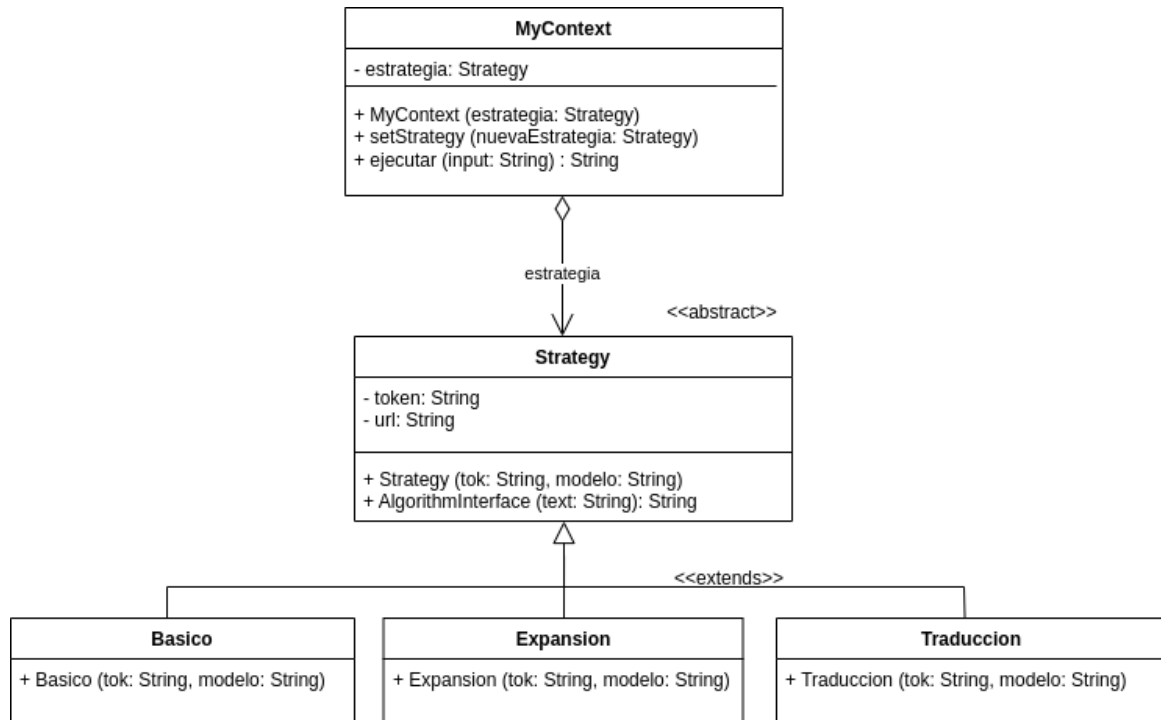 MyContext
- estrategia: Strategy
+ MyContext (estrategia: Strategy)
+ setStrategy (nuevaEstrategia: Strategy)
+ ejecutar (input: String) : String
estrategia
<<abstract>>
Strategy
- token: String
- url: String
+ Strategy (tok: String, modelo: String)
+ AlgorithmInterface (text: String): String
<<extends>>
Basico
+ Basico (tok: String, modelo: String)
Expansion
+ Expansion (tok: String, modelo: String)
Traduccion
+ Traduccion (tok: String, modelo: String)